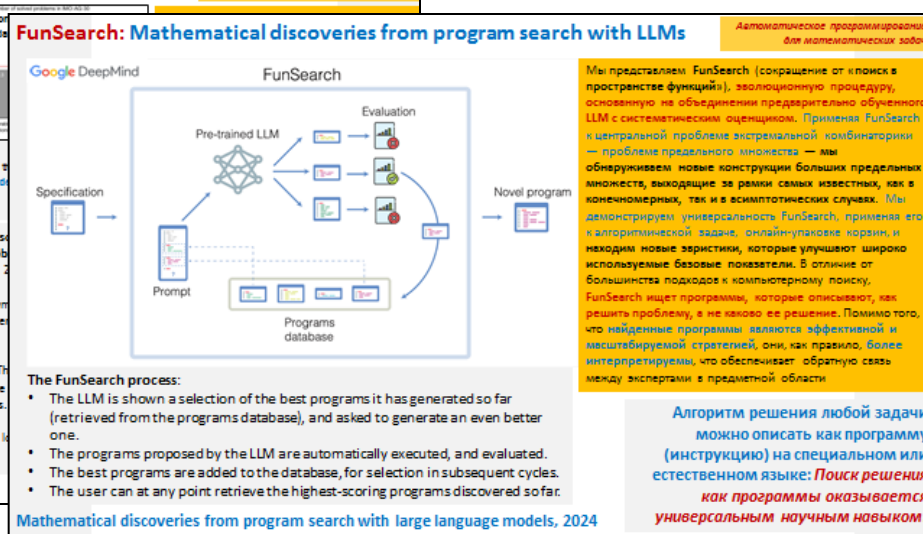 number of solved problems in IMO-AG-30
FunSearch: Mathematical discoveries from program search with LLMs
Автоматическое программирование
для математических задач
Google DeepMind
FunSearch
Evaluation
Pre-trained LLM
Specification
Novel program
Prompt
Programs
database
Мы представляем FunSearch (сокращение от «поиск в
пространстве функций»), эволюционную процедуру,
основанную на объединении предварительно обученного
LLM с систематическим оценщиком. Применяя FunSearch
к центральной проблеме экстремальной комбинаторики
— проблеме предельного множества — мы
обнаруживаем новые конструкции больших предельных
множеств, выходящие за рамки самых известных, как в
конечномерных, так и в асимптотических случаях. Мы
демонстрируем универсальность FunSearch, применяя его
к алгоритмической задаче, онлайн-упаковке корзин, и
находим новые эвристики, которые улучшают широко
используемые базовые показатели. В отличие от
большинства подходов к компьютерному поиску,
FunSearch ищет программы, которые описывают, как
решить проблему, а не каково ее решение. Помимо того,
что найденные программы являются эффективной и
масштабируемой стратегией, они, как правило, более
интерпретируемы, что обеспечивает обратную связь
между экспертами в предметной области
The FunSearch process:
• The LLM is shown a selection of the best programs it has generated so far
(retrieved from the programs database), and asked to generate an even better
one.
• The programs proposed by the LLM are automatically executed, and evaluated.
• The best programs are added to the database, for selection in subsequent cycles.
• The user can at any point retrieve the highest-scoring programs discovered so far.
Mathematical discoveries from program search with large language models, 2024
Алгоритм решения любой задачи
можно описать как программу
(инструкцию) на специальном или
естественном языке: Поиск решения
как программы оказывается
универсальным научным навыком